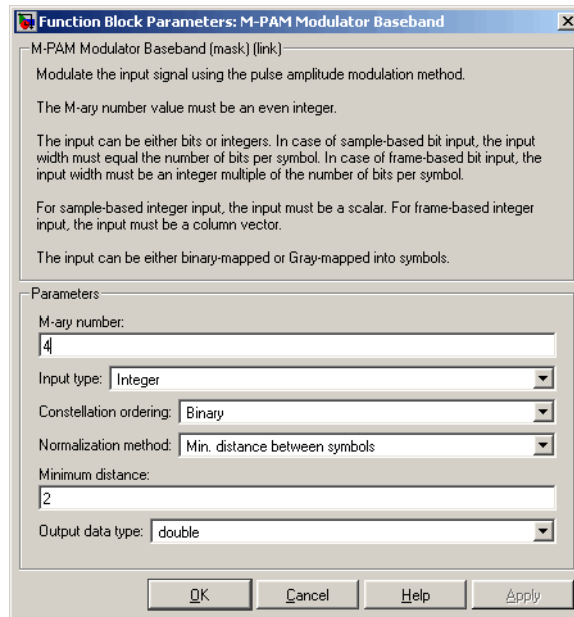 Function Block Parameters: M-PAM Modulator Baseband
M-PAM Modulator Baseband (mask) (link)
Modulate the input signal using the pulse amplitude modulation method.
The M-ary number value must be an even integer.
The input can be either bits or integers. In case of sample-based bit input, the input
width must equal the number of bits per symbol. In case of frame-based bit input, the
input width must be an integer multiple of the number of bits per symbol.
For sample-based integer input, the input must be a scalar. For frame-based integer
input, the input must be a column vector.
The input can be either binary-mapped or Gray-mapped into symbols.
Parameters
M-ary number:
4
Input type: Integer
Constellation ordering: Binary
Normalization method: Min. distance between symbols
Minimum distance:
2
Output data type: double
OK Cancel Help Apply